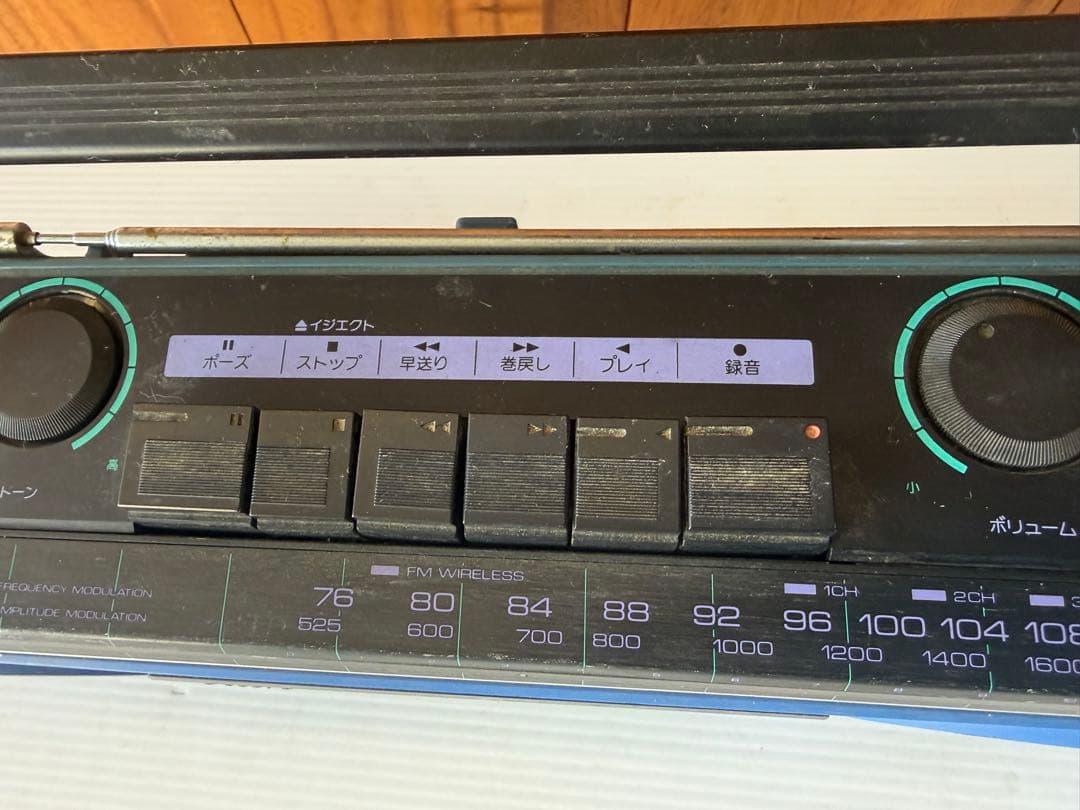 ▲イジエクト
ポーズ ストップ 早送り 巻戻し プレイ 録音
高
トーン
小
ボリューム
FM WIRELESS
1CH 2CH
FREQUENCY MODULATION 76 80 84 88 92 96 100 104 108
AMPLITUDE MODULATION 525 600 700 800 1000 1200 1400 1600